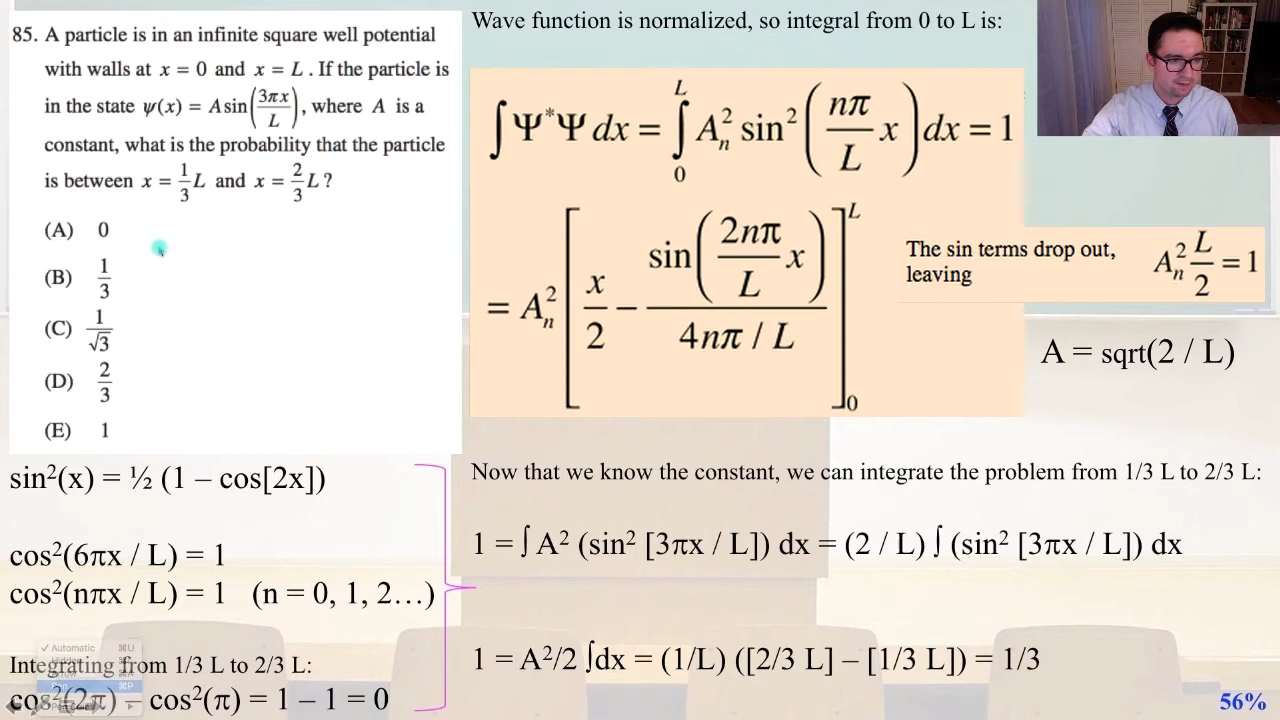 85. A particle is in an infinite square well potential
with walls at x = 0 and x = L. If the particle is
in the state ψ(x) = A sin(3πx/L), where A is a
constant, what is the probability that the particle
is between x = 1/3 L and x = 2/3 L?
(A) 0
(B) 1/3
(C) 1/√3
(D) 2/3
(E) 1
Wave function is normalized, so integral from 0 to L is:
∫Ψ*Ψ dx = ∫₀ᴸ Aₙ² sin²(nπ/L x)dx = 1
= Aₙ² [x/2 − sin(2nπ/L x)/(4nπ / L)]₀ᴸ
The sin terms drop out,
leaving
Aₙ² L/2 = 1
A = sqrt(2 / L)
sin²(x) = ½ (1 – cos[2x])
cos²(6πx / L) = 1
cos²(nπx / L) = 1 (n = 0, 1, 2…)
Integrating from 1/3 L to 2/3 L:
cos²(2π) – cos²(π) = 1 – 1 = 0
Automatic ⌘U
⌘P
Now that we know the constant, we can integrate the problem from 1/3 L to 2/3 L:
1 = ∫ A² (sin² [3πx / L]) dx = (2 / L) ∫ (sin² [3πx / L]) dx
1 = A²/2 ∫dx = (1/L) ([2/3 L] – [1/3 L]) = 1/3
56%